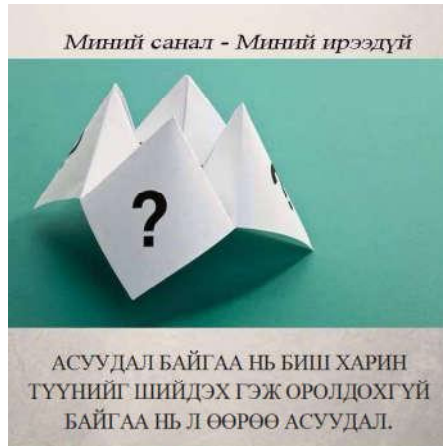 Миний санал - Миний ирээдүй
?
?
АСУУДАЛ БАЙГАА НЬ БИШ ХАРИН
ТҮҮНИЙГ ШИЙДЭХ ГЭЖ ОРОЛДОХГҮЙ
БАЙГАА НЬ Л ӨӨРӨӨ АСУУДАЛ.